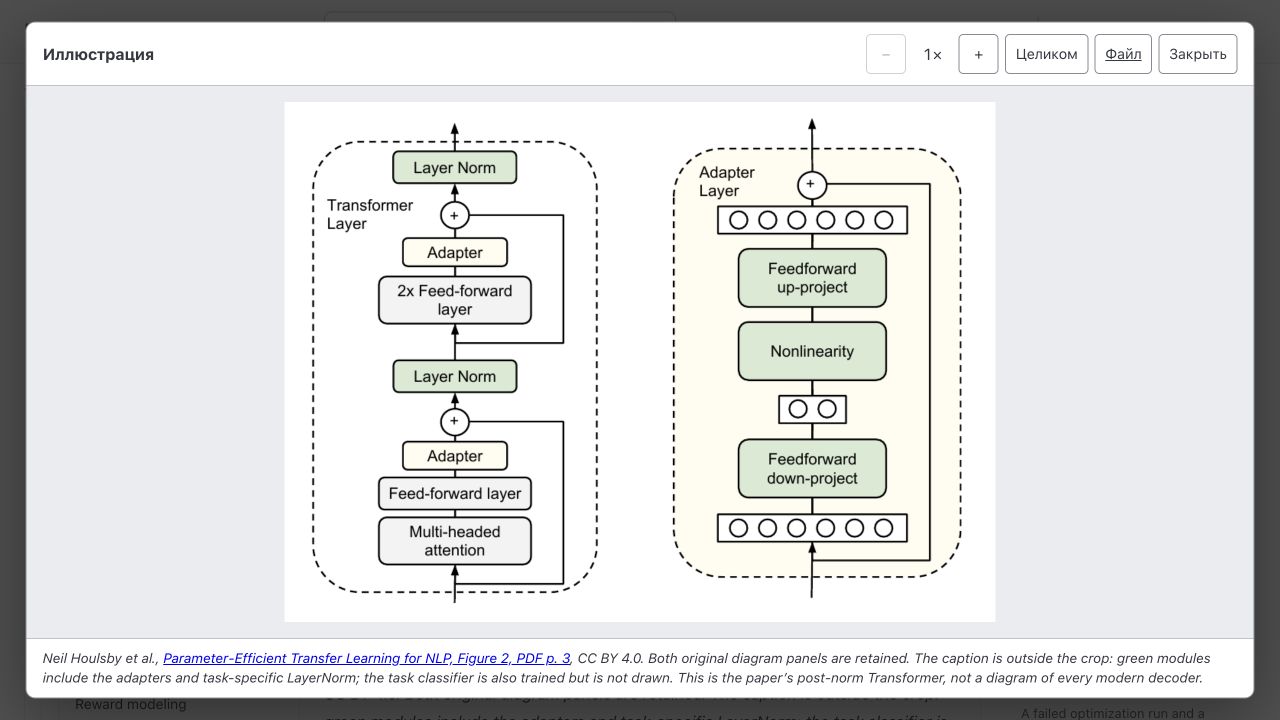 Иллюстрация
− 1× + Целиком Файл Закрыть
Layer Norm
Transformer
Layer
+
Adapter
2x Feed-forward
layer
Layer Norm
+
Adapter
Feed-forward layer
Multi-headed
attention
Adapter
Layer
+
Feedforward
up-project
Nonlinearity
Feedforward
down-project
Neil Houlsby et al., Parameter-Efficient Transfer Learning for NLP, Figure 2, PDF p. 3, CC BY 4.0. Both original diagram panels are retained. The caption is outside the crop: green modules
include the adapters and task-specific LayerNorm; the task classifier is also trained but is not drawn. This is the paper’s post-norm Transformer, not a diagram of every modern decoder.
Reward modeling
A failed optimization run and a